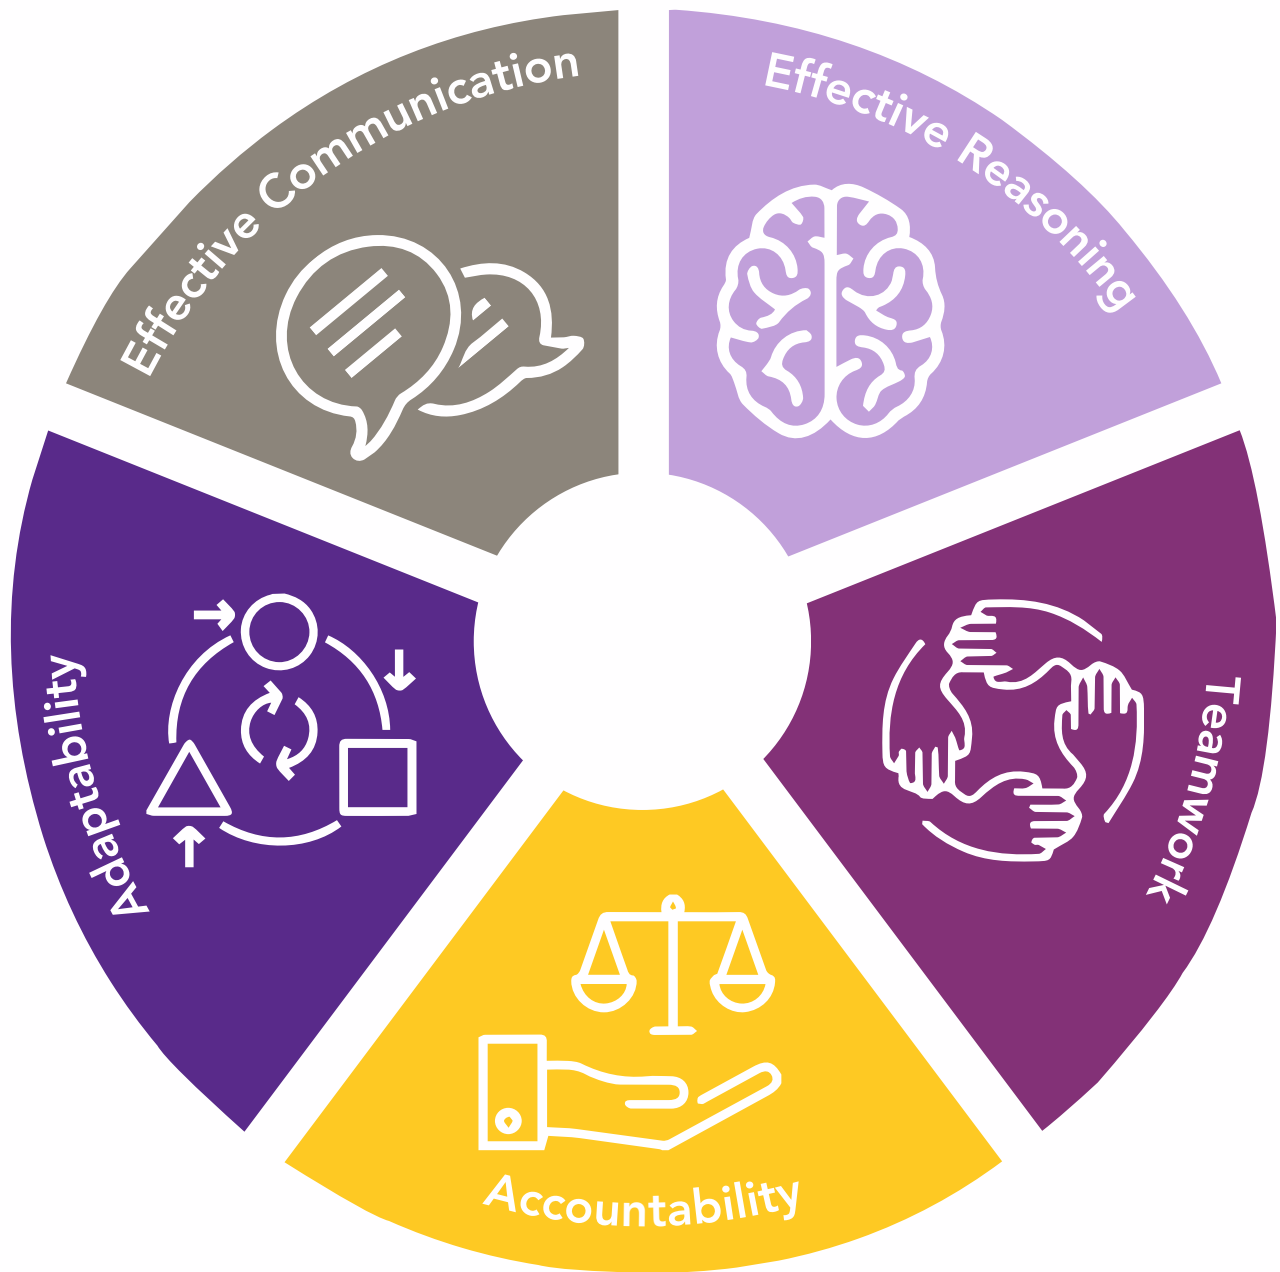 Effective Communication
Effective Reasoning
Teamwork
Accountability
Adaptability